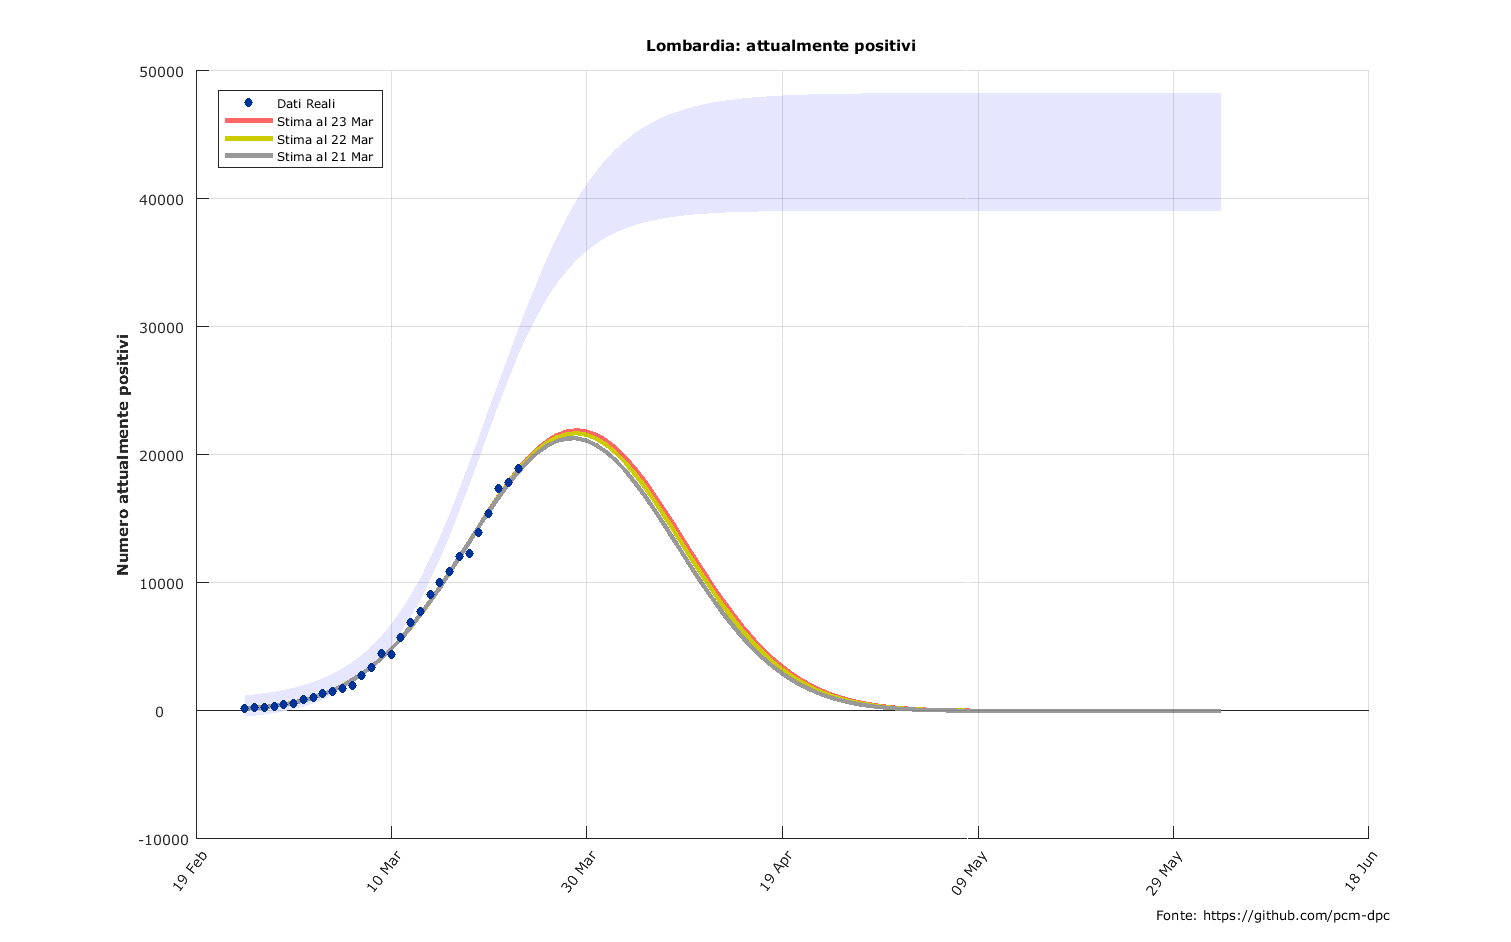 Lombardia: attualmente positivi
50000
40000
30000
20000
10000
0
-10000
Numero attualmente positivi
Dati Reali
Stima al 23 Mar
Stima al 22 Mar
Stima al 21 Mar
19 Feb
10 Mar
30 Mar
19 Apr
09 May
29 May
18 Jun
Fonte: https://github.com/pcm-dpc